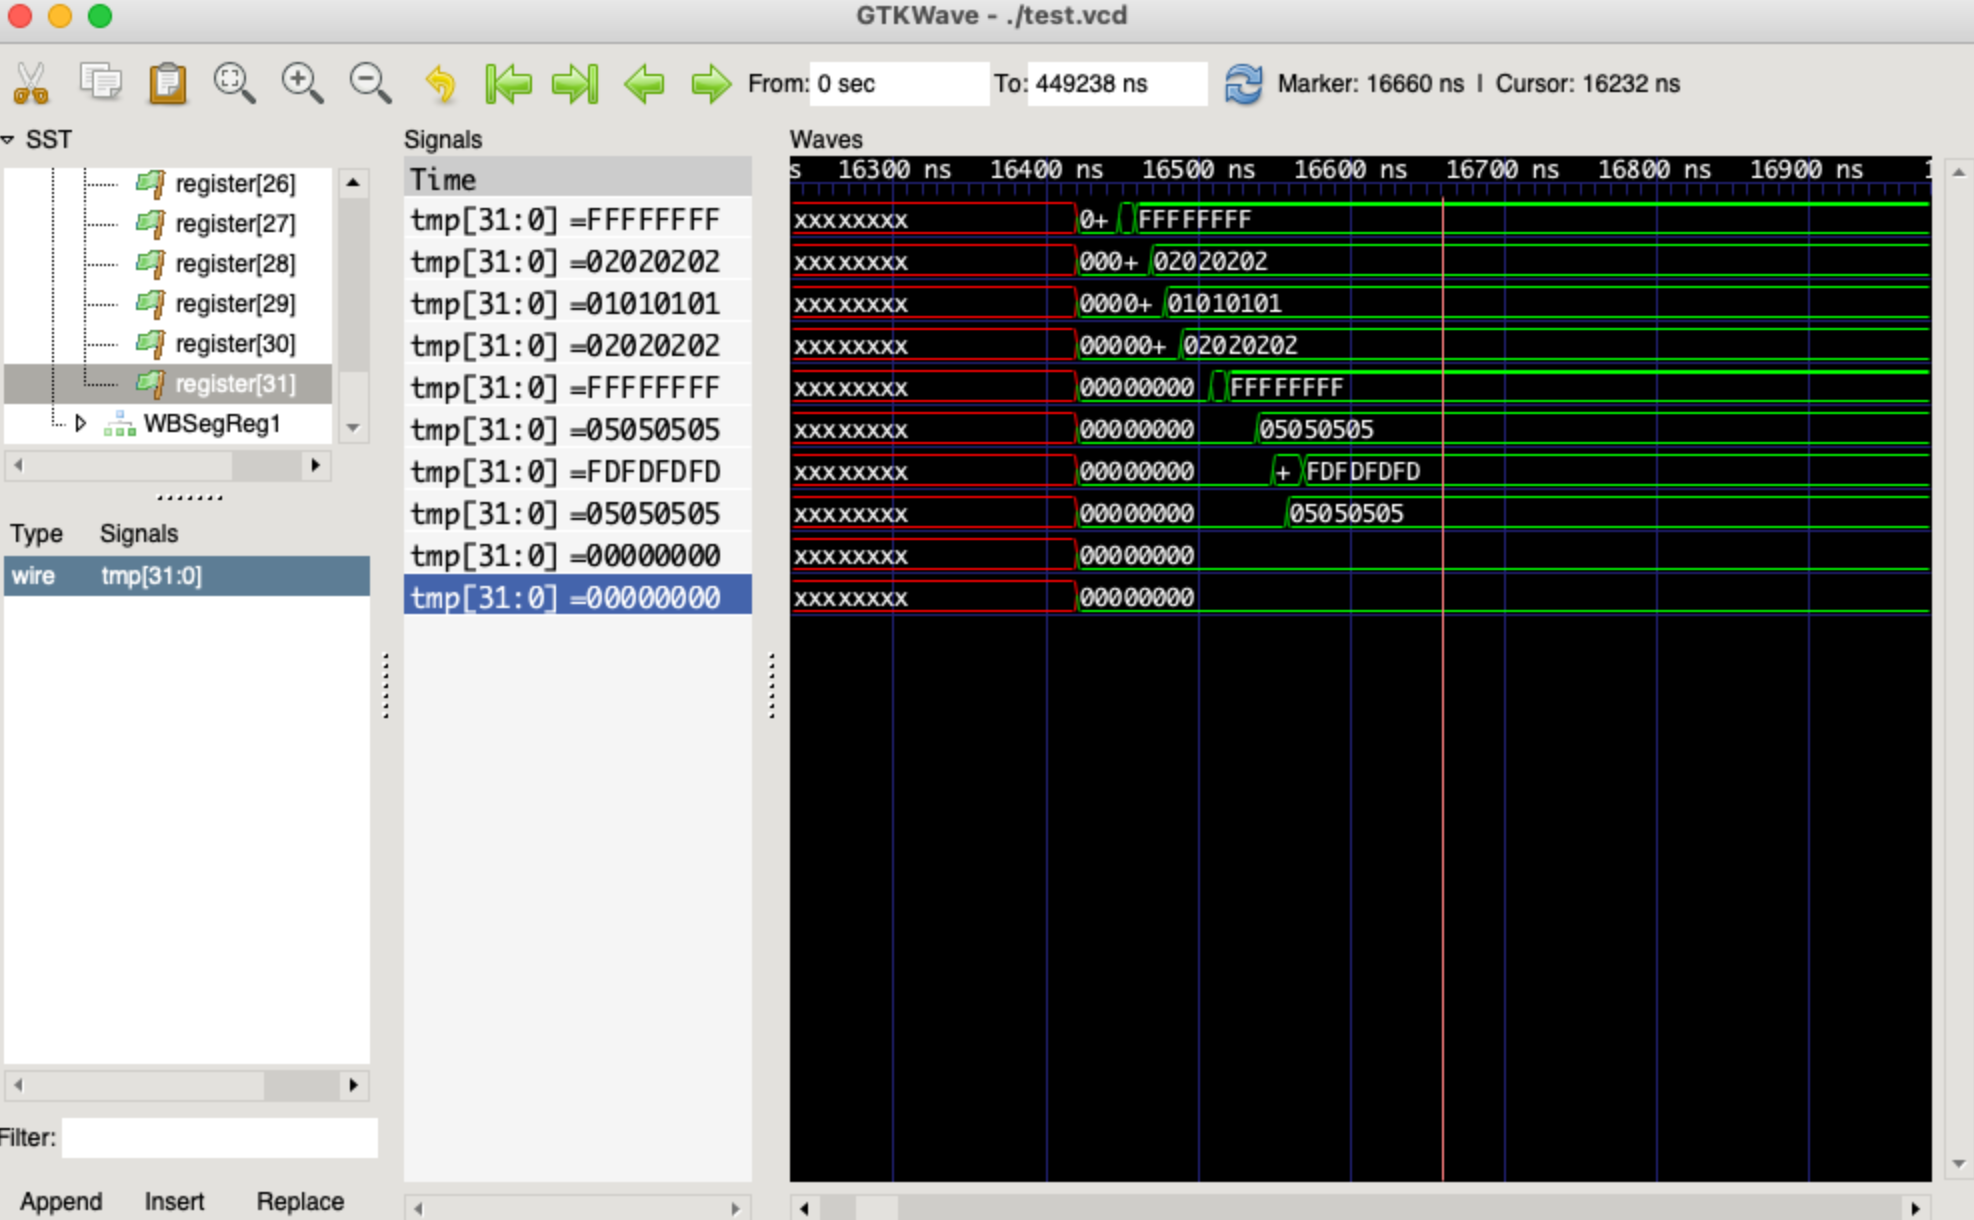 GTKWave - ./test.vcd
From: 0 sec To: 449238 ns Marker: 16660 ns | Cursor: 16232 ns
SST
register[26]
register[27]
register[28]
register[29]
register[30]
register[31]
WBSegReg1
Type Signals
wire tmp[31:0]
Filter:
Append Insert Replace
Signals
Time
tmp[31:0] =FFFFFFFF
tmp[31:0] =02020202
tmp[31:0] =01010101
tmp[31:0] =02020202
tmp[31:0] =FFFFFFFF
tmp[31:0] =05050505
tmp[31:0] =FDFDFDFD
tmp[31:0] =05050505
tmp[31:0] =00000000
tmp[31:0] =00000000
Waves
s 16300 ns 16400 ns 16500 ns 16600 ns 16700 ns 16800 ns 16900 ns 1
xxxxxxxx 0+ FFFFFFFF
xxxxxxxx 000+ 02020202
xxxxxxxx 0000+ 01010101
xxxxxxxx 00000+ 02020202
xxxxxxxx 00000000 FFFFFFFF
xxxxxxxx 00000000 05050505
xxxxxxxx 00000000 + FDFDFDFD
xxxxxxxx 00000000 05050505
xxxxxxxx 00000000
xxxxxxxx 00000000